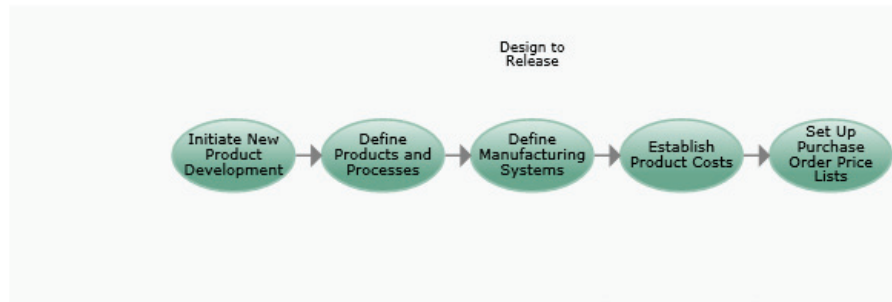 Design to
Release
Initiate New
Product
Development
Define
Products and
Processes
Define
Manufacturing
Systems
Establish
Product Costs
Set Up
Purchase
Order Price
Lists